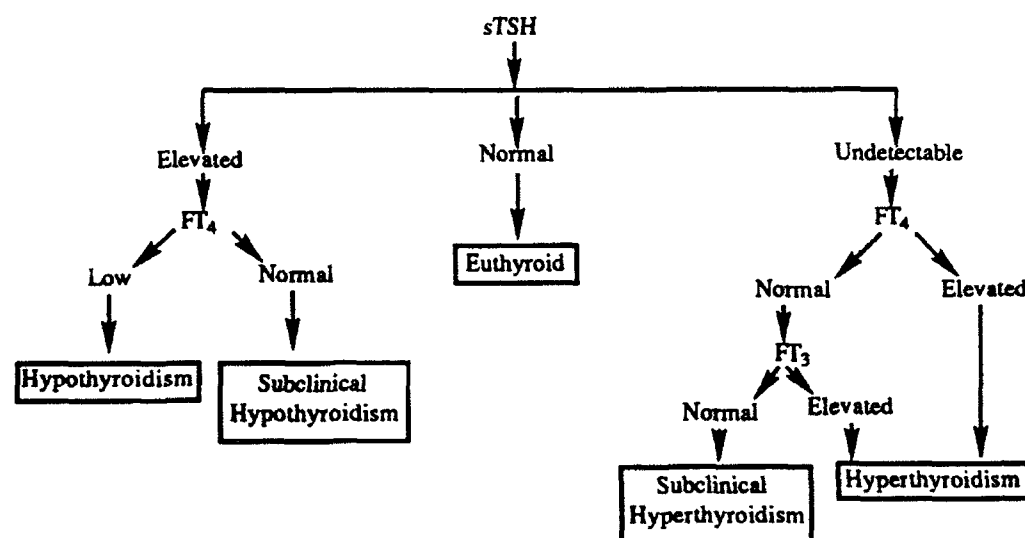 sTSH
Elevated
Normal
Undetectable
FT₄
FT₄
Low
Normal
Euthyroid
Normal
Elevated
Hypothyroidism
Subclinical
Hypothyroidism
FT₃
Normal
Elevated
Subclinical
Hyperthyroidism
Hyperthyroidism